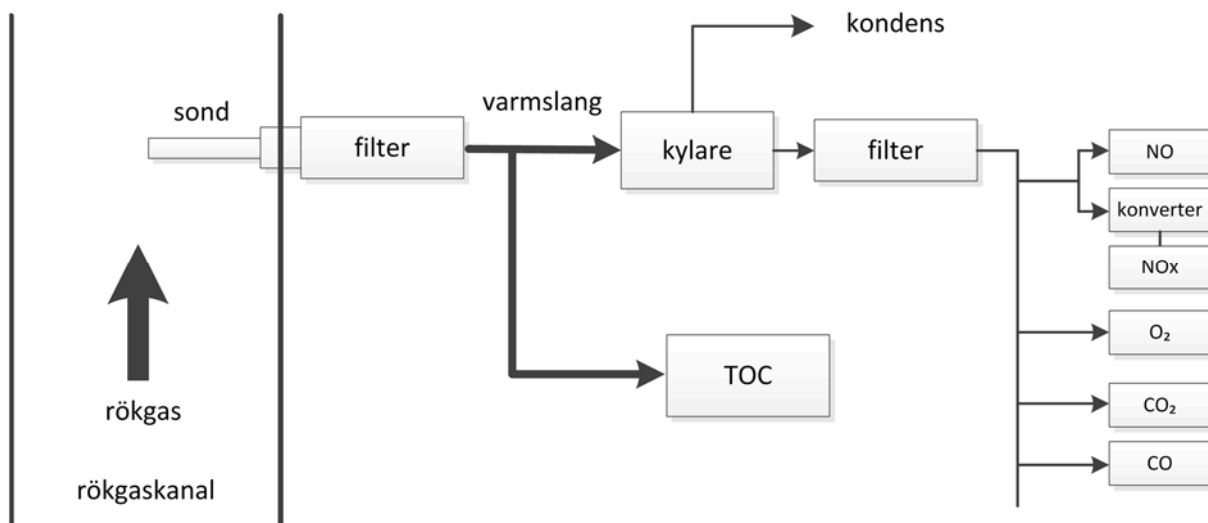 kondens
sond
varmslang
filter
kylare
filter
NO
konverter
NOx
O₂
TOC
CO₂
rökgas
CO
rökgaskanal